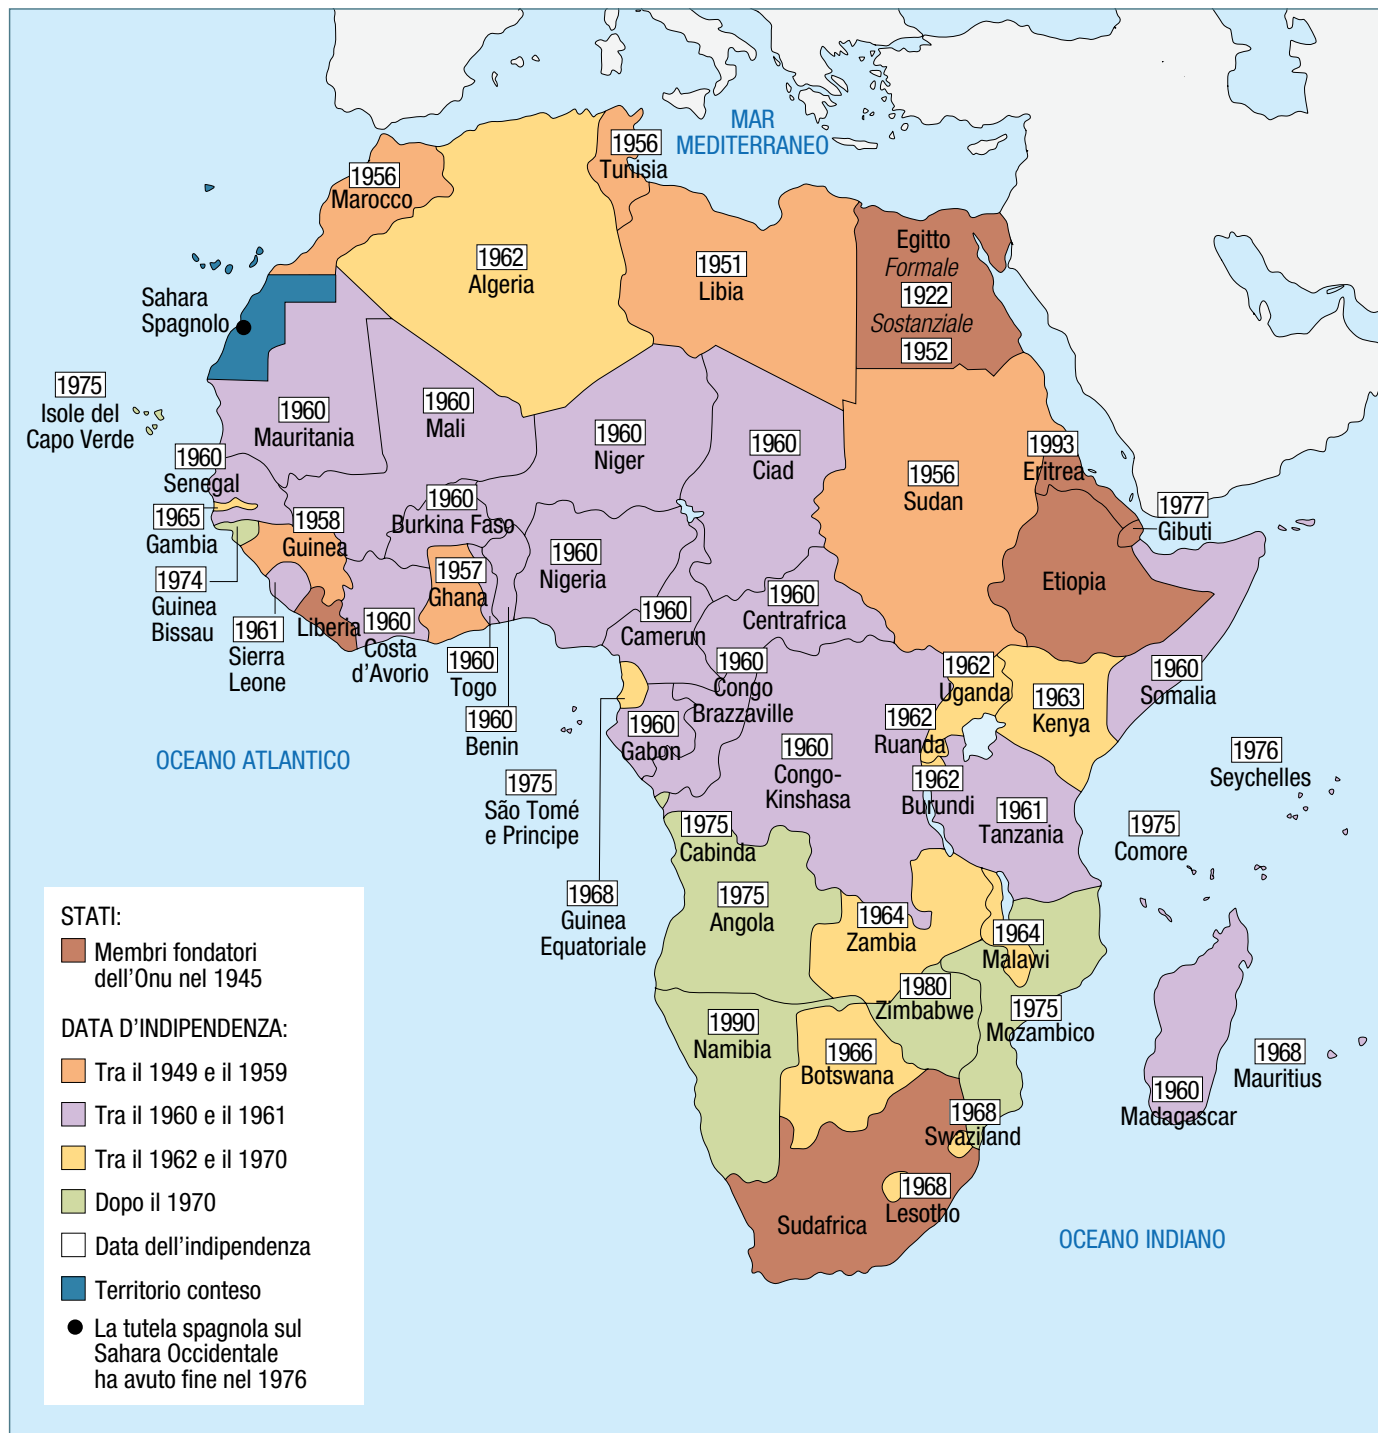 MAR
MEDITERRANEO
1956
Tunisia
1956
Marocco
1962
Algeria
1951
Libia
Egitto
Formale
1922
Sostanziale
1952
Sahara
Spagnolo
1975
Isole del
Capo Verde
1960
Mauritania
1960
Mali
1960
Niger
1960
Ciad
1956
Sudan
1993
Eritrea
1977
Gibuti
1960
Senegal
1965
Gambia
1974
Guinea
Bissau
1958
Guinea
1960
Burkina Faso
1957
Ghana
1960
Nigeria
Etiopia
1961
Sierra
Leone
Liberia
1960
Costa
d'Avorio
1960
Togo
1960
Benin
1960
Camerun
1960
Centrafrica
1960
Congo
Brazzaville
1962
Uganda
1963
Kenya
1960
Somalia
1960
Gabon
1960
Congo-
Kinshasa
1962
Ruanda
1962
Burundi
1961
Tanzania
1976
Seychelles
1975
Comore
OCEANO ATLANTICO
1975
São Tomé
e Principe
1968
Guinea
Equatoriale
1975
Cabinda
1975
Angola
1964
Zambia
1964
Malawi
1980
Zimbabwe
1975
Mozambico
1990
Namibia
1966
Botswana
1968
Swaziland
1960
Madagascar
1968
Mauritius
1968
Lesotho
Sudafrica
OCEANO INDIANO
STATI:
Membri fondatori
dell'Onu nel 1945
DATA D'INDIPENDENZA:
Tra il 1949 e il 1959
Tra il 1960 e il 1961
Tra il 1962 e il 1970
Dopo il 1970
Data dell'indipendenza
Territorio conteso
La tutela spagnola sul
Sahara Occidentale
ha avuto fine nel 1976